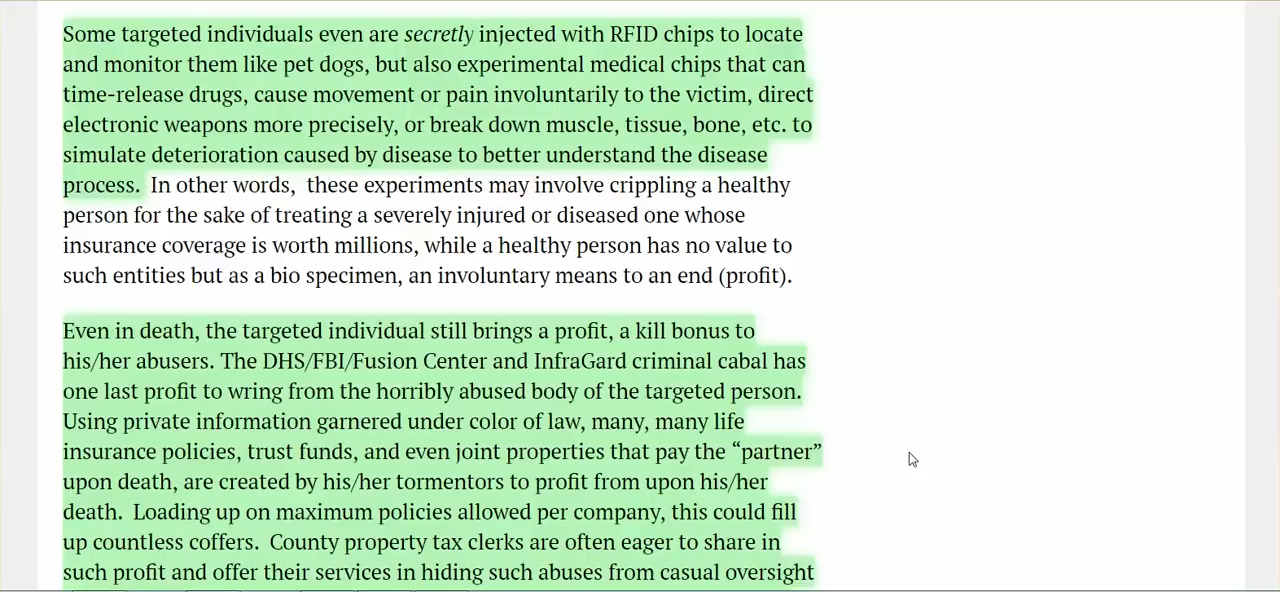 Some targeted individuals even are secretly injected with RFID chips to locate
and monitor them like pet dogs, but also experimental medical chips that can
time-release drugs, cause movement or pain involuntarily to the victim, direct
electronic weapons more precisely, or break down muscle, tissue, bone, etc. to
simulate deterioration caused by disease to better understand the disease
process.  In other words,  these experiments may involve crippling a healthy
person for the sake of treating a severely injured or diseased one whose
insurance coverage is worth millions, while a healthy person has no value to
such entities but as a bio specimen, an involuntary means to an end (profit).
Even in death, the targeted individual still brings a profit, a kill bonus to
his/her abusers. The DHS/FBI/Fusion Center and InfraGard criminal cabal has
one last profit to wring from the horribly abused body of the targeted person.
Using private information garnered under color of law, many, many life
insurance policies, trust funds, and even joint properties that pay the “partner”
upon death, are created by his/her tormentors to profit from upon his/her
death.  Loading up on maximum policies allowed per company, this could fill
up countless coffers.  County property tax clerks are often eager to share in
such profit and offer their services in hiding such abuses from casual oversight